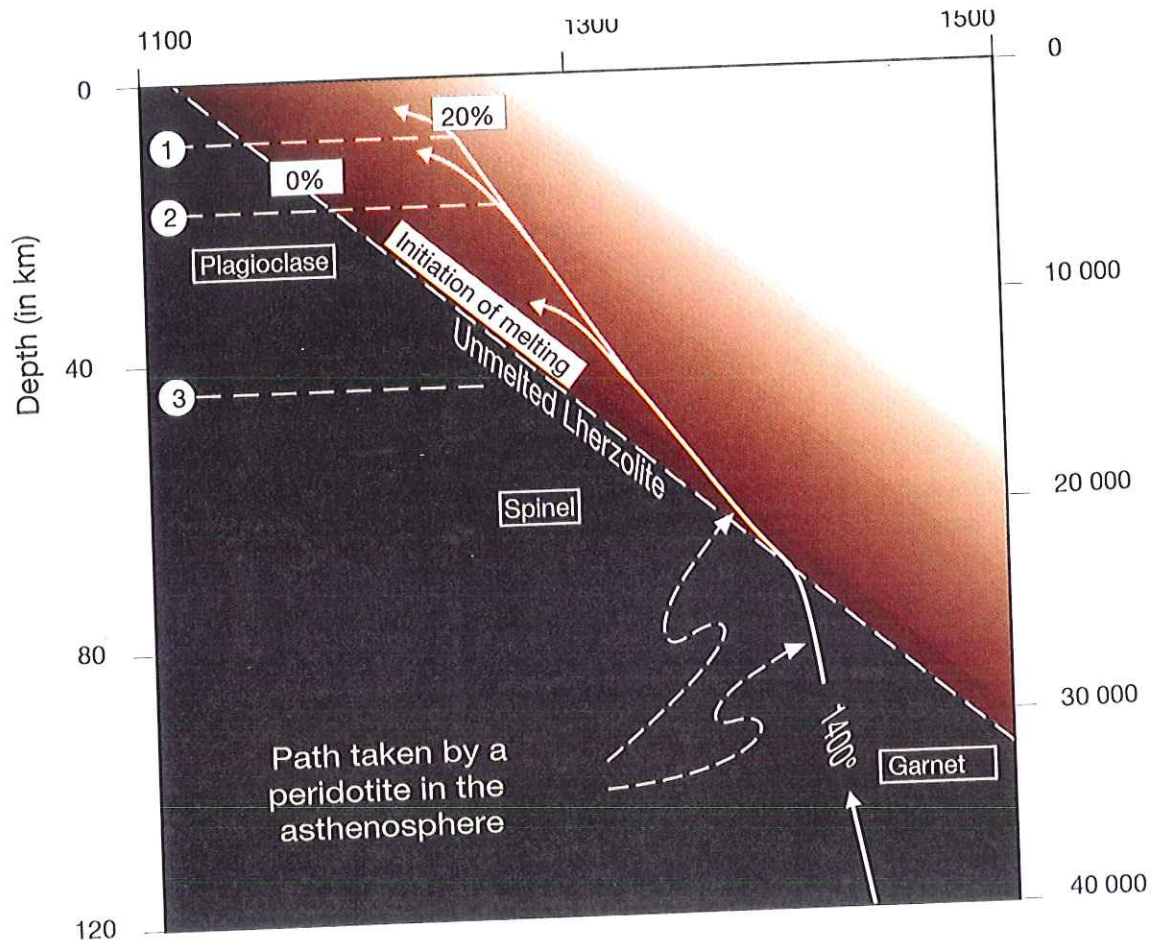 1100
1300
1500
0
0
20%
1
0%
2
Plagioclase
10 000
Initiation of melting
Depth (in km)
40
Unmelted Lherzolite
3
20 000
Spinel
80
30 000
1400°
Path taken by a
peridotite in the
asthenosphere
Garnet
40 000
120